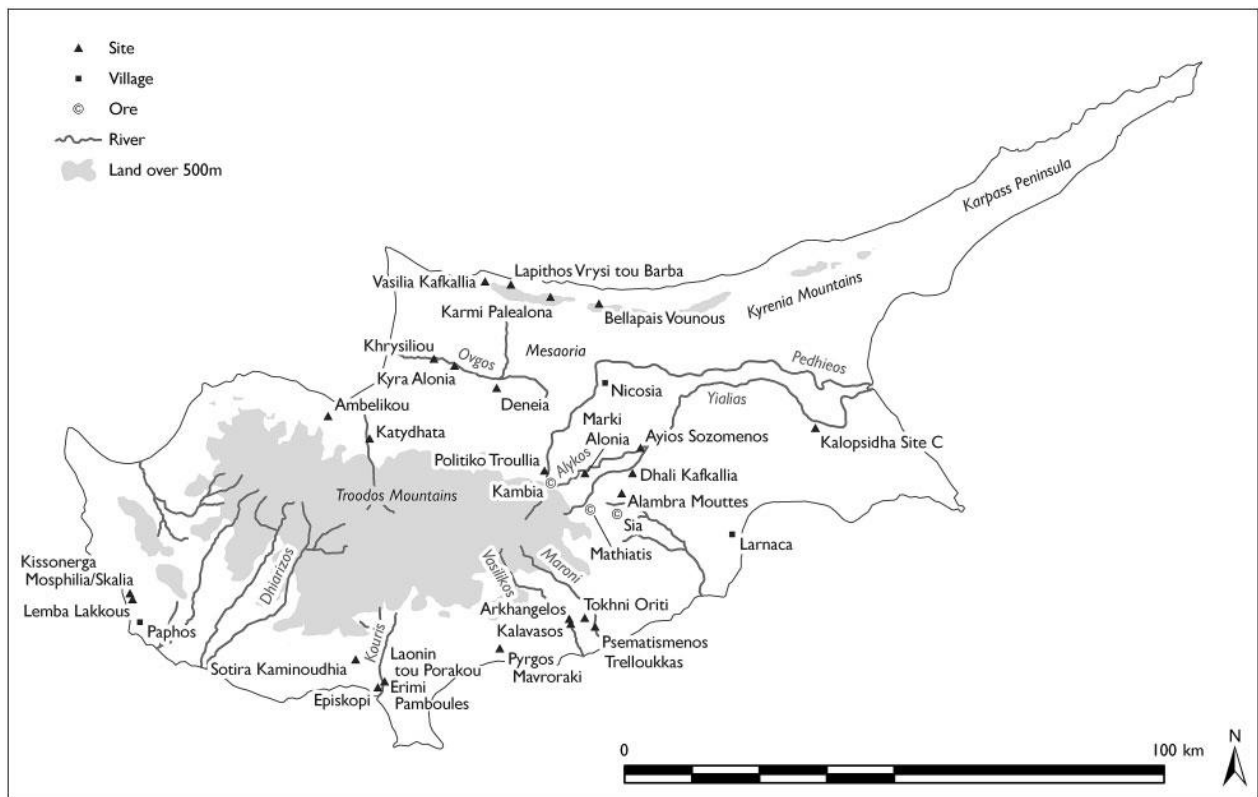 Site
Village
Ore
River
Land over 500m
Karpass Peninsula
Kyrenia Mountains
Vasilia Kafkallia
Lapithos Vrysi tou Barba
Karmi Palealona
Bellapais Vounous
Khrysiliou
Ovgos
Mesaoria
Pedhieos
Kyra Alonia
Nicosia
Yialias
Deneia
Ambelikou
Marki
Alonia
Ayios Sozomenos
Kalopsidha Site C
Katydhata
Politiko Troullia
Alykos
Dhali Kafkallia
Kambia
Troodos Mountains
Alambra Mouttes
Sia
Mathiatis
Larnaca
Kissonerga
Mosphilia/Skalia
Lemba Lakkous
Paphos
Dhiarizos
Vasilikos
Maroni
Arkhangelos
Tokhni Oriti
Kalavasos
Psematismenos
Trelloukkas
Kouris
Sotira Kaminoudhia
Laonin
tou Porakou
Pyrgos
Mavroraki
Episkopi
Erimi
Pamboules
0
100 km
N